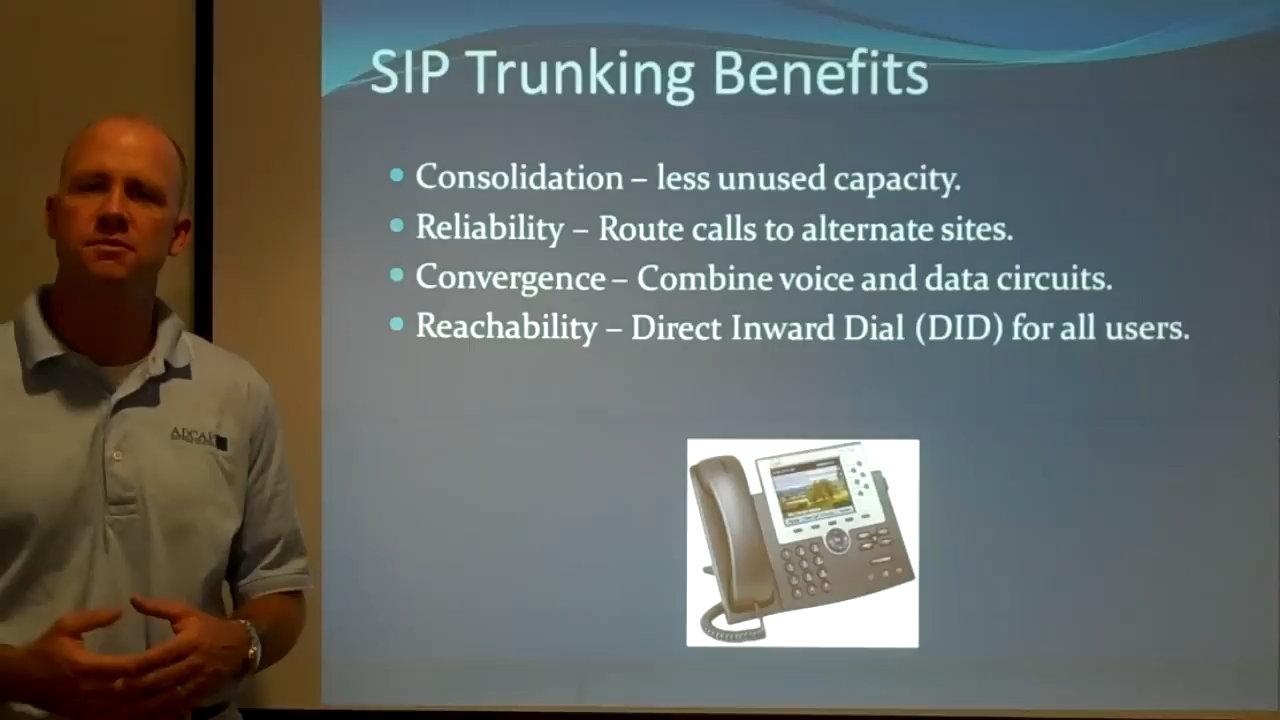 SIP Trunking Benefits
• Consolidation – less unused capacity.
• Reliability – Route calls to alternate sites.
• Convergence – Combine voice and data circuits.
• Reachability – Direct Inward Dial (DID) for all users.
ADCAP